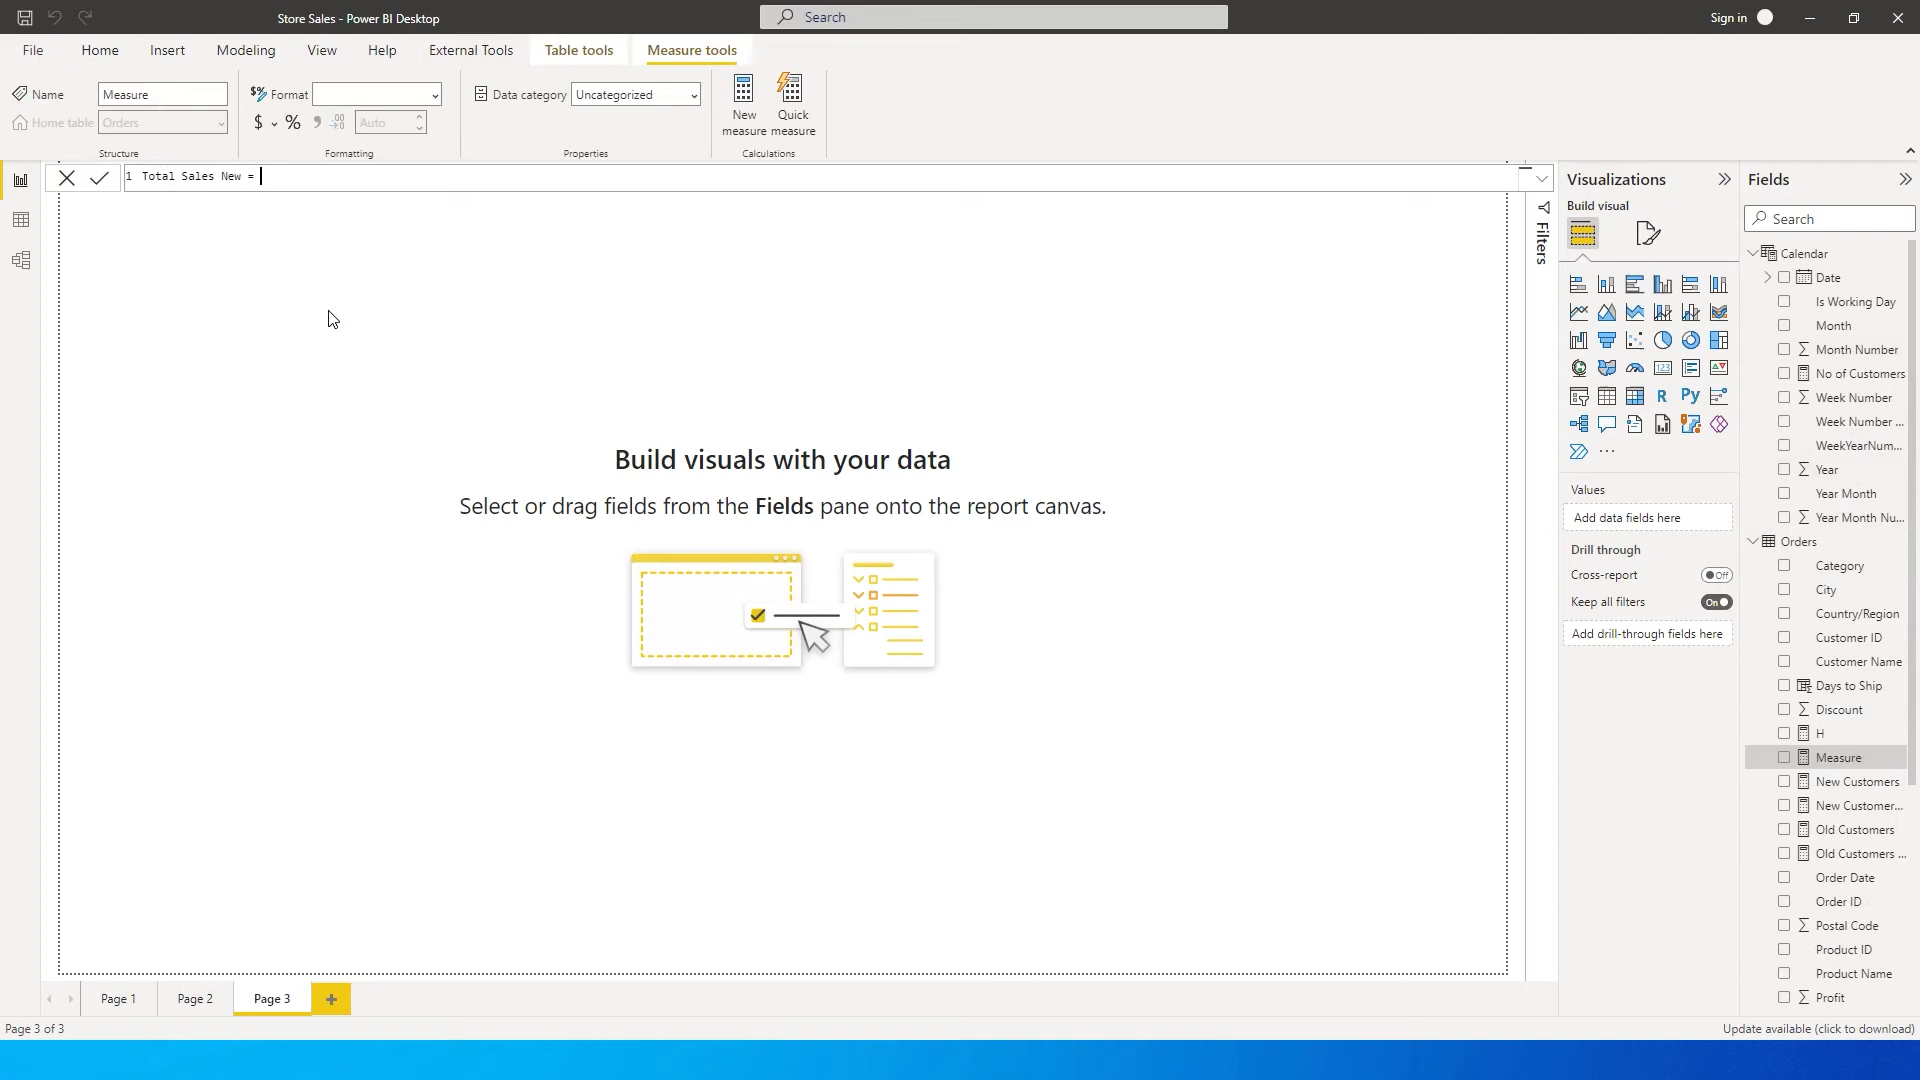 Store Sales - Power BI Desktop
Search
Sign in
File
Home
Insert
Modeling
View
Help
External Tools
Table tools
Measure tools
Name
Measure
Format
Data category
Uncategorized
Home table
Orders
$
%
Auto
New measure
Quick measure
Structure
Formatting
Properties
Calculations
1 Total Sales New =
Build visuals with your data
Select or drag fields from the Fields pane onto the report canvas.
Filters
Visualizations
Build visual
123
R
Py
Values
Add data fields here
Drill through
Cross-report
Off
Keep all filters
On
Add drill-through fields here
Fields
Search
Calendar
Date
Is Working Day
Month
Month Number
No of Customers
Week Number
Week Number ...
WeekYearNum...
Year
Year Month
Year Month Nu...
Orders
Category
City
Country/Region
Customer ID
Customer Name
Days to Ship
Discount
H
Measure
New Customers
New Customer...
Old Customers
Old Customers ...
Order Date
Order ID
Postal Code
Product ID
Product Name
Profit
Page 1
Page 2
Page 3
Page 3 of 3
Update available (click to download)